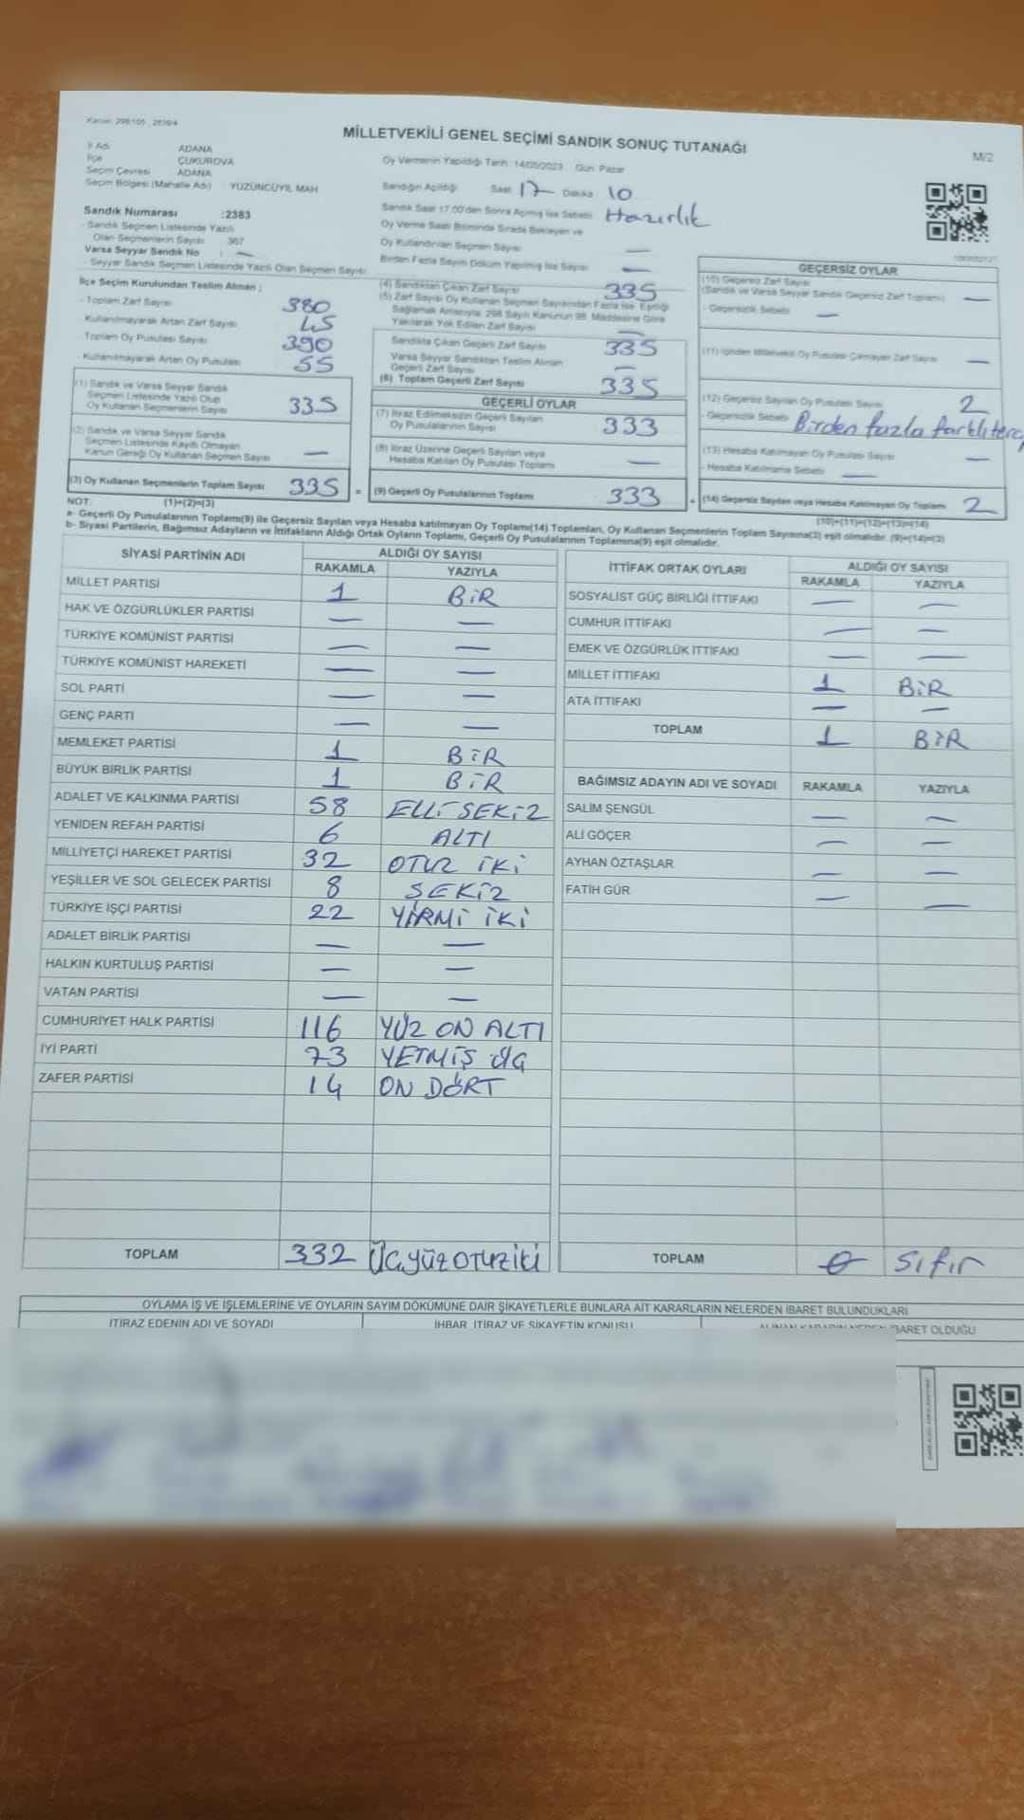 Kanun: 298/105 , 2839/4
MİLLETVEKİLİ GENEL SEÇİMİ SANDIK SONUÇ TUTANAĞI
M/2
İl Adı ADANA
İlçe ÇUKUROVA
Seçim Çevresi ADANA
Seçim Bölgesi (Mahalle Adı) YÜZÜNCÜYIL MAH
Sandık Numarası :2383
- Sandık Seçmen Listesinde Yazılı
Olan Seçmenlerin Sayısı 367
Varsa Seyyar Sandık No : —
- Seyyar Sandık Seçmen Listesinde Yazılı Olan Seçmen Sayısı
Oy Vermenin Yapıldığı Tarih :14/05/2023 Gün: Pazar
Sandığın Açıldığı Saat 17 Dakika 10
Sandık Saat 17.00'den Sonra Açılmış İse Sebebi Hazırlık
Oy Verme Saati Bitiminde Sırada Bekleyen ve
Oy Kullandırılan Seçmen Sayısı —
Birden Fazla Sayım Döküm Yapılmış İse Sayısı —
İlçe Seçim Kurulundan Teslim Alınan ;
- Toplam Zarf Sayısı 380
Kullanılmayarak Artan Zarf Sayısı 45
Toplam Oy Pusulası Sayısı 390
- Kullanılmayarak Artan Oy Pusulası 55
(1) Sandık ve Varsa Seyyar Sandık
Seçmen Listesinde Yazılı Olup
Oy Kullanan Seçmenlerin Sayısı 335
(2) Sandık ve Varsa Seyyar Sandık
Seçmen Listesinde Kayıtlı Olmayan
Kanun Gereği Oy Kullanan Seçmen Sayısı —
(3) Oy Kullanan Seçmenlerin Toplam Sayısı 335 =
(1)+(2)=(3)
(4) Sandıktan Çıkan Zarf Sayısı 335
(5) Zarf Sayısı Oy Kullanan Seçmen Sayısından Fazla İse, Eşitliği
Sağlamak Amacıyla, 298 Sayılı Kanunun 98. Maddesine Göre
Yakılarak Yok Edilen Zarf Sayısı —
Sandıkta Çıkan Geçerli Zarf Sayısı 335
Varsa Seyyar Sandıktan Teslim Alınan
Geçerli Zarf Sayısı —
(6) Toplam Geçerli Zarf Sayısı 335
GEÇERLİ OYLAR
(7) İtiraz Edilmeksizin Geçerli Sayılan
Oy Pusulalarının Sayısı 333
(8) İtiraz Üzerine Geçerli Sayılan veya
Hesaba Katılan Oy Pusulası Toplamı —
(9) Geçerli Oy Pusulalarının Toplamı 333 +
GEÇERSİZ OYLAR
(10) Geçersiz Zarf Sayısı
(Sandık ve Varsa Seyyar Sandık Geçersiz Zarf Toplamı) —
- Geçersizlik Sebebi —
(11) İçinden Milletvekili Oy Pusulası Çıkmayan Zarf Sayısı —
(12) Geçersiz Sayılan Oy Pusulası Sayısı 2
- Geçersizlik Sebebi Birden fazla farklı terc
(13) Hesaba Katılmayan Oy Pusulası Sayısı —
- Hesaba Katılmama Sebebi —
(14) Geçersiz Sayılan veya Hesaba Katılmayan Oy Toplamı 2
(10)+(11)+(12)+(13)=(14)
NOT:
a- Geçerli Oy Pusulalarının Toplamı(9) ile Geçersiz Sayılan veya Hesaba katılmayan Oy Toplamı(14) Toplamları, Oy Kullanan Seçmenlerin Toplam Sayısına(3) eşit olmalıdır. (9)+(14)=(3)
b- Siyasi Partilerin, Bağımsız Adayların ve İttifakların Aldığı Ortak Oyların Toplamı, Geçerli Oy Pusulalarının Toplamına(9) eşit olmalıdır.
SİYASİ PARTİNİN ADI ALDIĞI OY SAYISI
RAKAMLA YAZIYLA
MİLLET PARTİSİ 1 BİR
HAK VE ÖZGÜRLÜKLER PARTİSİ — —
TÜRKİYE KOMÜNİST PARTİSİ — —
TÜRKİYE KOMÜNİST HAREKETİ — —
SOL PARTİ — —
GENÇ PARTİ — —
MEMLEKET PARTİSİ 1 BİR
BÜYÜK BİRLİK PARTİSİ 1 BİR
ADALET VE KALKINMA PARTİSİ 58 ELLİ SEKİZ
YENİDEN REFAH PARTİSİ 6 ALTI
MİLLİYETÇİ HAREKET PARTİSİ 32 OTUZ İKİ
YEŞİLLER VE SOL GELECEK PARTİSİ 8 SEKİZ
TÜRKİYE İŞÇİ PARTİSİ 22 YİRMİ İKİ
ADALET BİRLİK PARTİSİ — —
HALKIN KURTULUŞ PARTİSİ — —
VATAN PARTİSİ — —
CUMHURİYET HALK PARTİSİ 116 YÜZ ON ALTI
İYİ PARTİ 73 YETMİŞ ÜÇ
ZAFER PARTİSİ 14 ON DÖRT
TOPLAM 332 Üçyüz OTUZ iki
İTTİFAK ORTAK OYLARI ALDIĞI OY SAYISI
RAKAMLA YAZIYLA
SOSYALİST GÜÇ BİRLİĞİ İTTİFAKI — —
CUMHUR İTTİFAKI — —
EMEK VE ÖZGÜRLÜK İTTİFAKI — —
MİLLET İTTİFAKI 1 BİR
ATA İTTİFAKI — —
TOPLAM 1 BİR
BAĞIMSIZ ADAYIN ADI VE SOYADI RAKAMLA YAZIYLA
SALİM ŞENGÜL — —
ALİ GÖÇER — —
AYHAN ÖZTAŞLAR — —
FATİH GÜR — —
TOPLAM 0 sıfır
OYLAMA İŞ VE İŞLEMLERİNE VE OYLARIN SAYIM DÖKÜMÜNE DAİR ŞİKAYETLERLE BUNLARA AİT KARARLARIN NELERDEN İBARET BULUNDUKLARI
İTİRAZ EDENİN ADI VE SOYADI İHBAR, İTİRAZ VE ŞİKAYETİN KONUSU ALINAN KARARIN NEDEN İBARET OLDUĞU